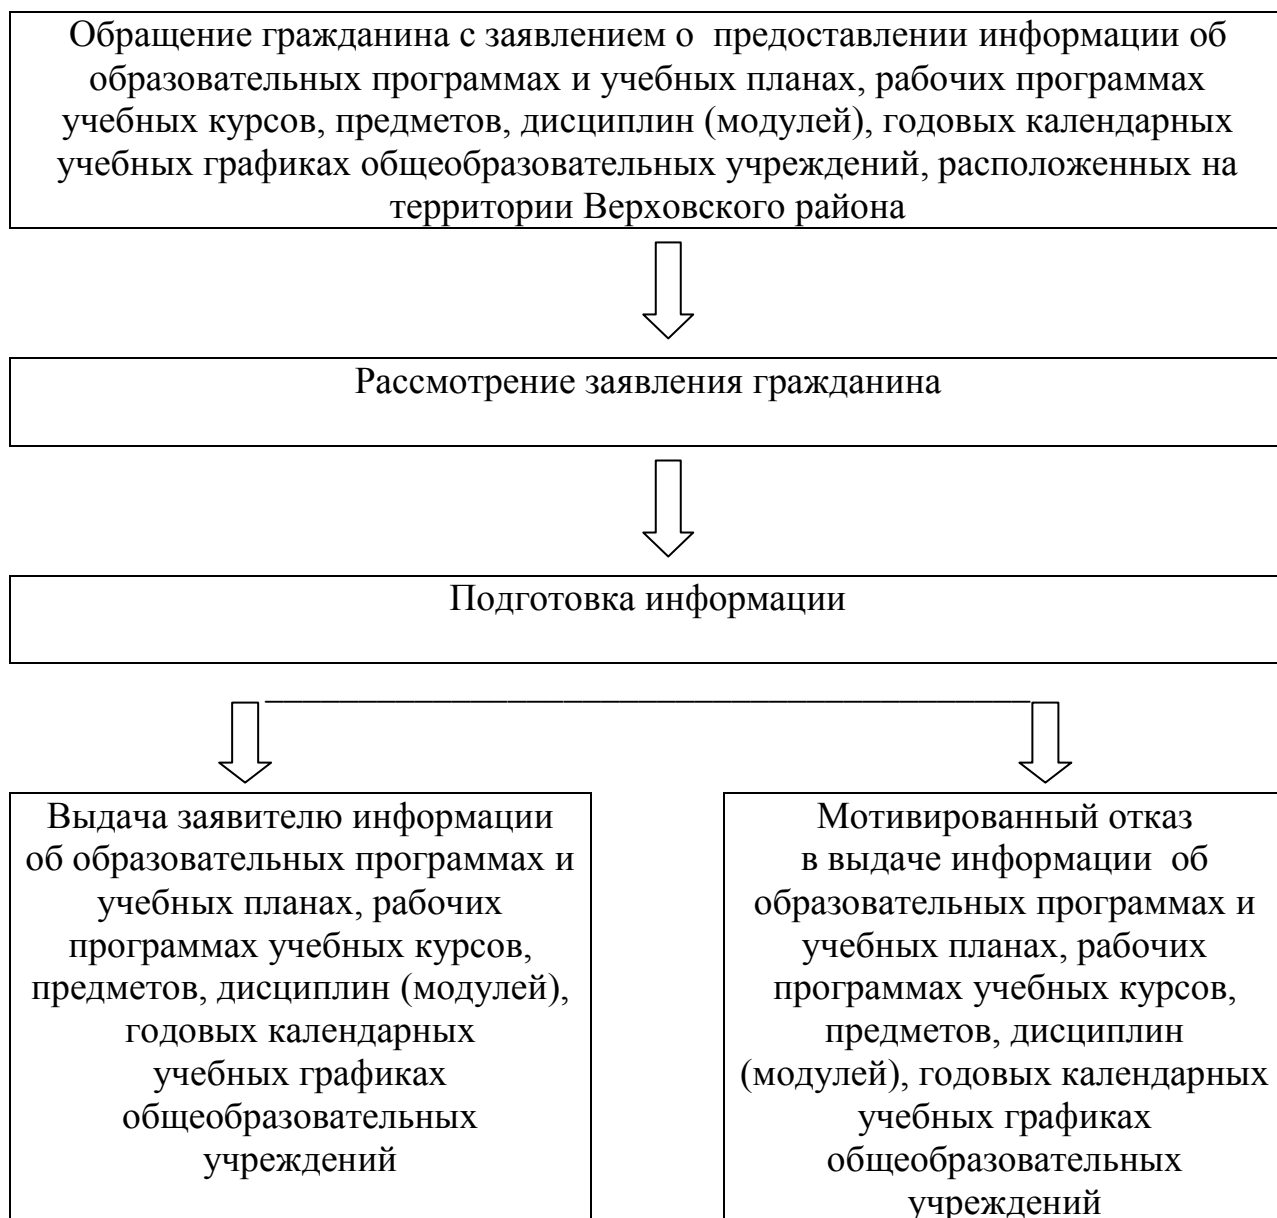 Обращение гражданина с заявлением о  предоставлении информации об
образовательных программах и учебных планах, рабочих программах
учебных курсов, предметов, дисциплин (модулей), годовых календарных
учебных графиках общеобразовательных учреждений, расположенных на
территории Верховского района
Рассмотрение заявления гражданина
Подготовка информации
Выдача заявителю информации
об образовательных программах и
учебных планах, рабочих
программах учебных курсов,
предметов, дисциплин (модулей),
годовых календарных
учебных графиках
общеобразовательных
учреждений
Мотивированный отказ
в выдаче информации  об
образовательных программах и
учебных планах, рабочих
программах учебных курсов,
предметов, дисциплин
(модулей), годовых календарных
учебных графиках
общеобразовательных
учреждений